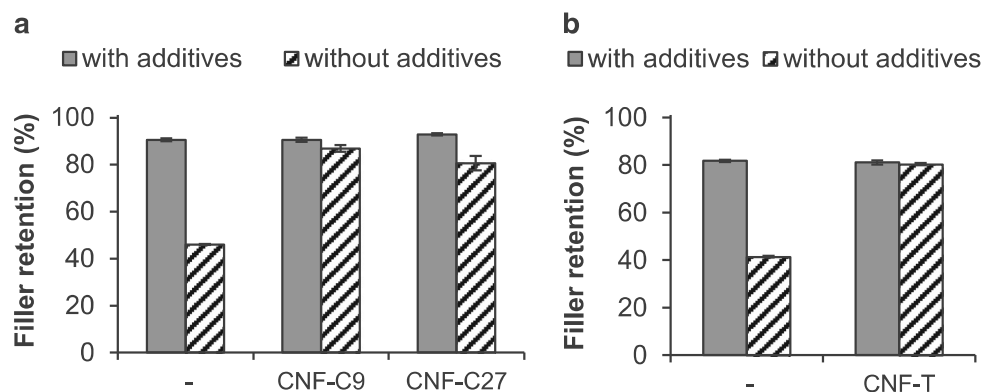 a
with additives without additives
Filler retention (%)
100
80
60
40
20
0
- CNF-C9 CNF-C27
b
with additives without additives
Filler retention (%)
100
80
60
40
20
0
- CNF-T